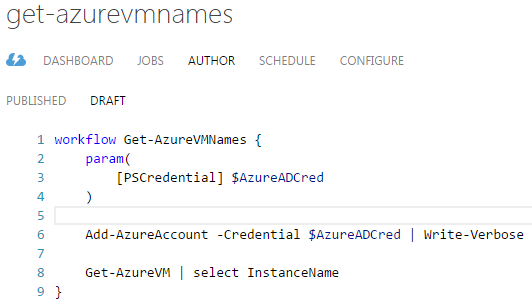 get-azurevmnames
DASHBOARD JOBS AUTHOR SCHEDULE CONFIGURE
PUBLISHED DRAFT
1 workflow Get-AzureVMNames {
2     param(
3         [PSCredential] $AzureADCred
4     )
5
6     Add-AzureAccount -Credential $AzureADCred | Write-Verbose
7
8     Get-AzureVM | select InstanceName
9 }